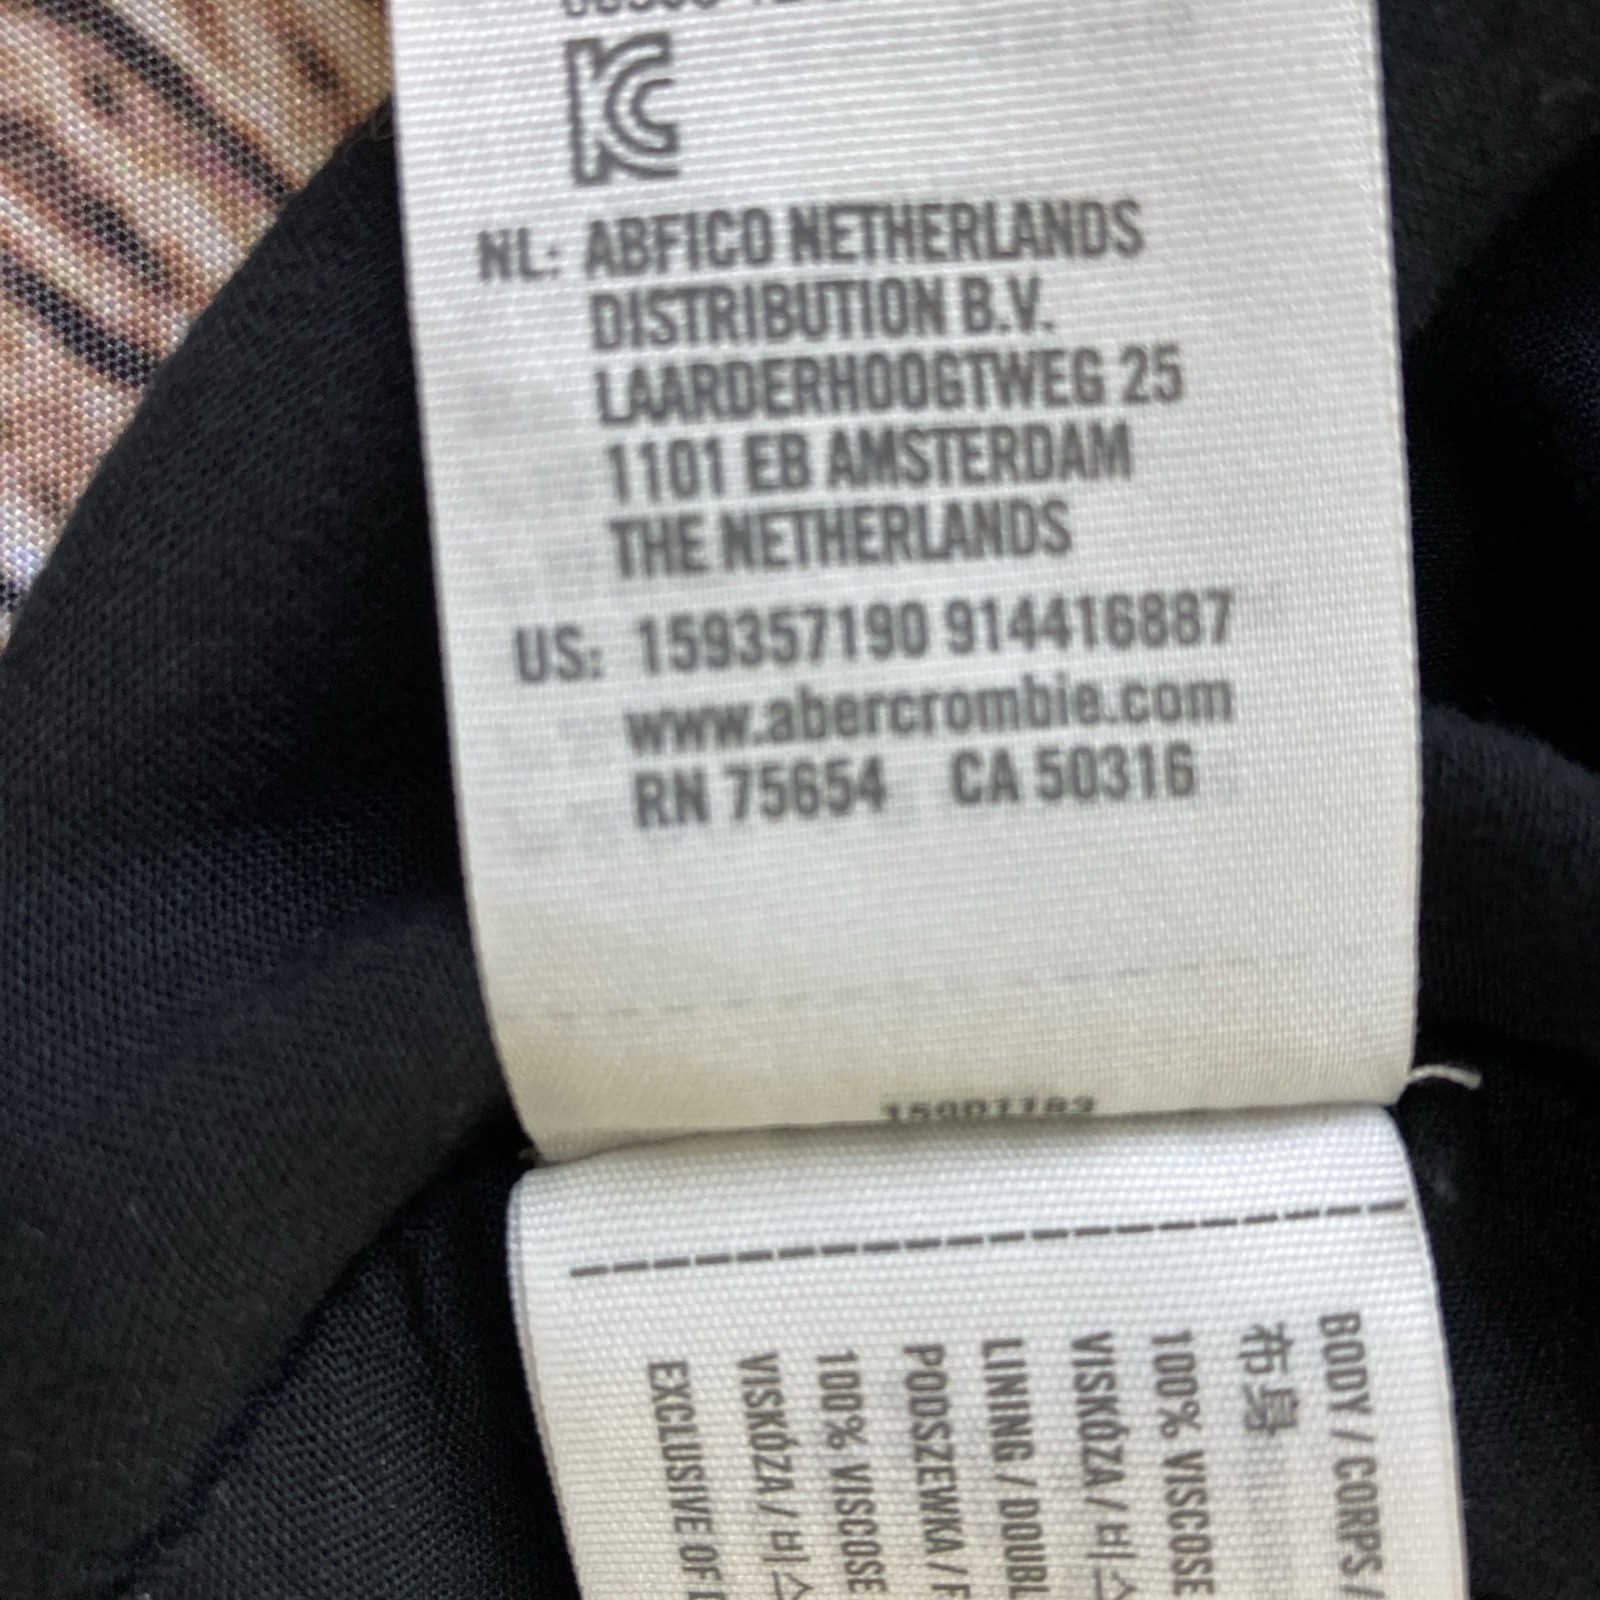 KC
NL: ABFICO NETHERLANDS
DISTRIBUTION B.V.
LAARDERHOOGTWEG 25
1101 EB AMSTERDAM
THE NETHERLANDS
US: 159357190 914416887
www.abercrombie.com
RN 75654 CA 50316
BODY / CORPS /
布身
100% VISCOSE
VISKÓZA / 비스
LINING /
PODSZEWKA /
100% VISCOSE
VISKÓZA / 비스
EXCLUSIVE OF